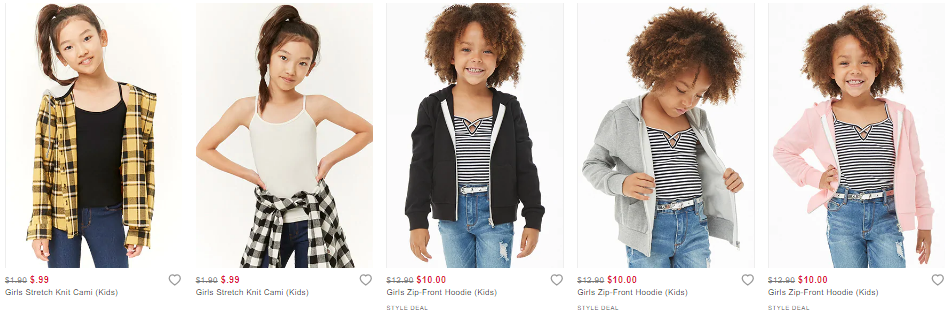 $1.90 $.99
Girls Stretch Knit Cami (Kids)
$1.90 $.99
Girls Stretch Knit Cami (Kids)
$12.90 $10.00
Girls Zip-Front Hoodie (Kids)
STYLE DEAL
$12.90 $10.00
Girls Zip-Front Hoodie (Kids)
STYLE DEAL
$12.90 $10.00
Girls Zip-Front Hoodie (Kids)
STYLE DEAL